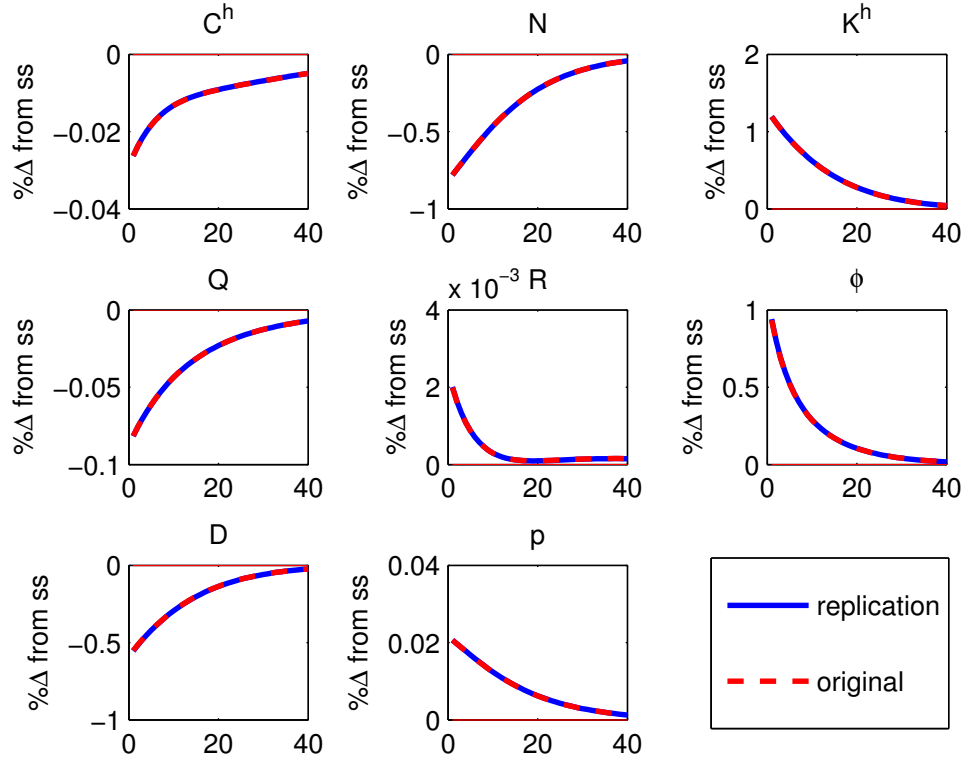 C^h
%Δ from ss
0
−0.02
−0.04
0 20 40
N
%Δ from ss
0
−0.5
−1
0 20 40
K^h
%Δ from ss
2
1
0
0 20 40
Q
%Δ from ss
0
−0.05
−0.1
0 20 40
x 10^−3 R
%Δ from ss
4
2
0
0 20 40
ϕ
%Δ from ss
1
0.5
0
0 20 40
D
%Δ from ss
0
−0.5
−1
0 20 40
p
%Δ from ss
0.04
0.02
0
0 20 40
replication
original